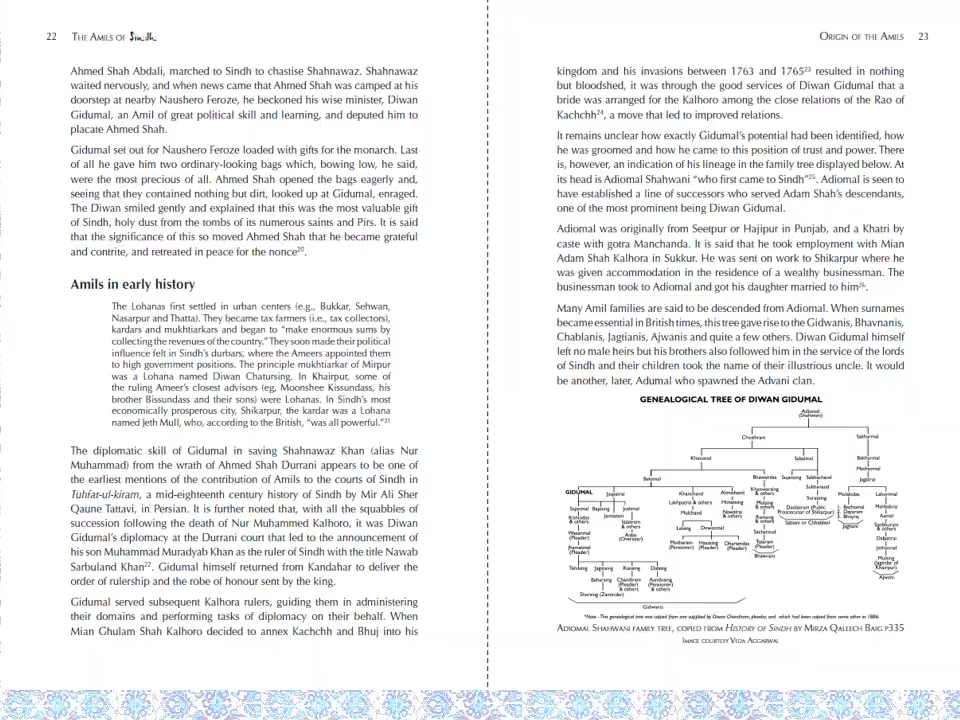 22 THE AMILS OF Sindh
Ahmed Shah Abdali, marched to Sindh to chastise Shahnawaz. Shahnawaz
waited nervously, and when news came that Ahmed Shah was camped at his
doorstep at nearby Naushero Feroze, he beckoned his wise minister, Diwan
Gidumal, an Amil of great political skill and learning, and deputed him to
placate Ahmed Shah.
Gidumal set out for Naushero Feroze loaded with gifts for the monarch. Last
of all he gave him two ordinary-looking bags which, bowing low, he said,
were the most precious of all. Ahmed Shah opened the bags eagerly and,
seeing that they contained nothing but dirt, looked up at Gidumal, enraged.
The Diwan smiled gently and explained that this was the most valuable gift
of Sindh, holy dust from the tombs of its numerous saints and Pirs. It is said
that the significance of this so moved Ahmed Shah that he became grateful
and contrite, and retreated in peace for the nonce20.
Amils in early history
The Lohanas first settled in urban centers (e.g., Bukkar, Sehwan,
Nasarpur and Thatta). They became tax farmers (i.e., tax collectors),
kardars and mukhtiarkars and began to “make enormous sums by
collecting the revenues of the country.” They soon made their political
influence felt in Sindh’s durbars, where the Ameers appointed them
to high government positions. The principle mukhtiarkar of Mirpur
was a Lohana named Diwan Chatursing. In Khairpur, some of
the ruling Ameer’s closest advisors (eg, Moonshee Kissundass, his
brother Bissundass and their sons) were Lohanas. In Sindh’s most
economically prosperous city, Shikarpur, the kardar was a Lohana
named Jeth Mull, who, according to the British, “was all powerful.”21
The diplomatic skill of Gidumal in saving Shahnawaz Khan (alias Nur
Muhammad) from the wrath of Ahmed Shah Durrani appears to be one of
the earliest mentions of the contribution of Amils to the courts of Sindh in
Tuhfat-ul-kiram, a mid-eighteenth century history of Sindh by Mir Ali Sher
Qaune Tattavi, in Persian. It is further noted that, with all the squabbles of
succession following the death of Nur Muhammed Kalhoro, it was Diwan
Gidumal’s diplomacy at the Durrani court that led to the announcement of
his son Muhammad Muradyab Khan as the ruler of Sindh with the title Nawab
Sarbuland Khan22. Gidumal himself returned from Kandahar to deliver the
order of rulership and the robe of honour sent by the king.
Gidumal served subsequent Kalhora rulers, guiding them in administering
their domains and performing tasks of diplomacy on their behalf. When
Mian Ghulam Shah Kalhoro decided to annex Kachchh and Bhuj into his
ORIGIN OF THE AMILS 23
kingdom and his invasions between 1763 and 176523 resulted in nothing
but bloodshed, it was through the good services of Diwan Gidumal that a
bride was arranged for the Kalhoro among the close relations of the Rao of
Kachchh24, a move that led to improved relations.
It remains unclear how exactly Gidumal’s potential had been identified, how
he was groomed and how he came to this position of trust and power. There
is, however, an indication of his lineage in the family tree displayed below. At
its head is Adiomal Shahwani “who first came to Sindh”25. Adiomal is seen to
have established a line of successors who served Adam Shah’s descendants,
one of the most prominent being Diwan Gidumal.
Adiomal was originally from Seetpur or Hajipur in Punjab, and a Khatri by
caste with gotra Manchanda. It is said that he took employment with Mian
Adam Shah Kalhora in Sukkur. He was sent on work to Shikarpur where he
was given accommodation in the residence of a wealthy businessman. The
businessman took to Adiomal and got his daughter married to him26.
Many Amil families are said to be descended from Adiomal. When surnames
became essential in British times, this tree gave rise to the Gidwanis, Bhavnanis,
Chablanis, Jagtianis, Ajwanis and quite a few others. Diwan Gidumal himself
left no male heirs but his brothers also followed him in the service of the lords
of Sindh and their children took the name of their illustrious uncle. It would
be another, later, Adumal who spawned the Advani clan.
GENEALOGICAL TREE OF DIWAN GIDUMAL
Adiomal
(Shahwani)
Choithram
Khatumal Sabulmal
GIDUMAL
Khanchand
Mulchand
Dewanmal
(Pleader)
Jagatrai
Bhawnani
Jagtiani
Ajwani
Gidwanis
*Note - This genealogical tree was copied from one supplied by Diwan Chandiram, pleader, and, which had been copied from some other in 1886.
ADIOMAL SHAHWANI FAMILY TREE, COPIED FROM HISTORY OF SINDH BY MIRZA QALEECH BAIG P335
IMAGE COURTESY VEDA AGGARWAL